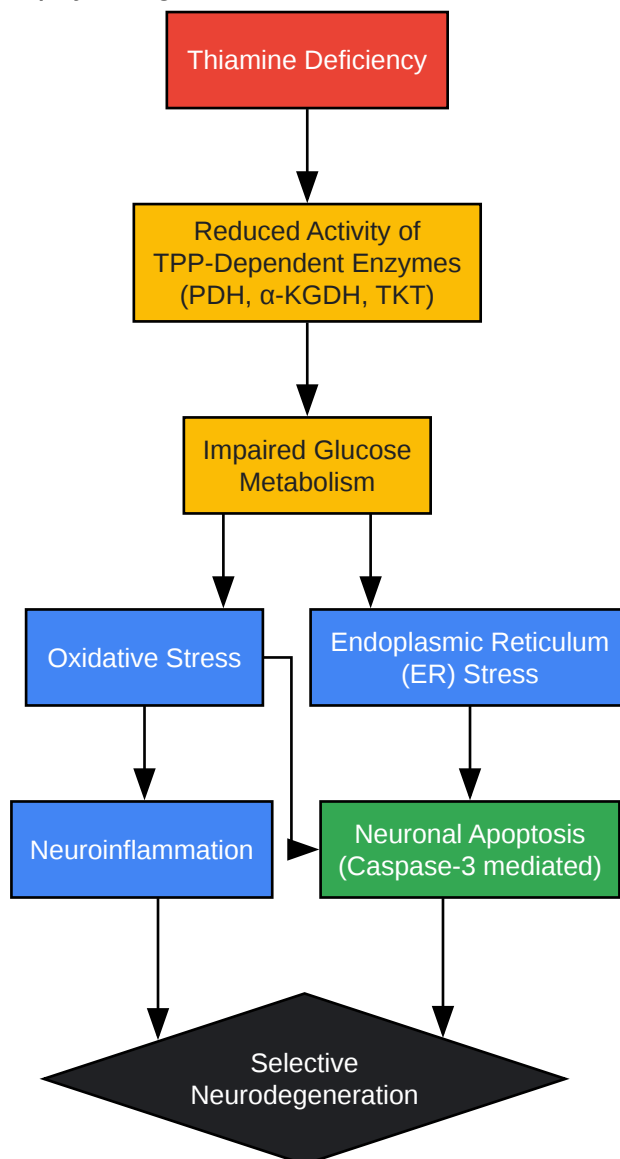 Thiamine Deficiency
Reduced Activity of
TPP-Dependent Enzymes
(PDH, α-KGDH, TKT)
Impaired Glucose
Metabolism
Oxidative Stress
Endoplasmic Reticulum
(ER) Stress
Neuroinflammation
Neuronal Apoptosis
(Caspase-3 mediated)
Selective
Neurodegeneration